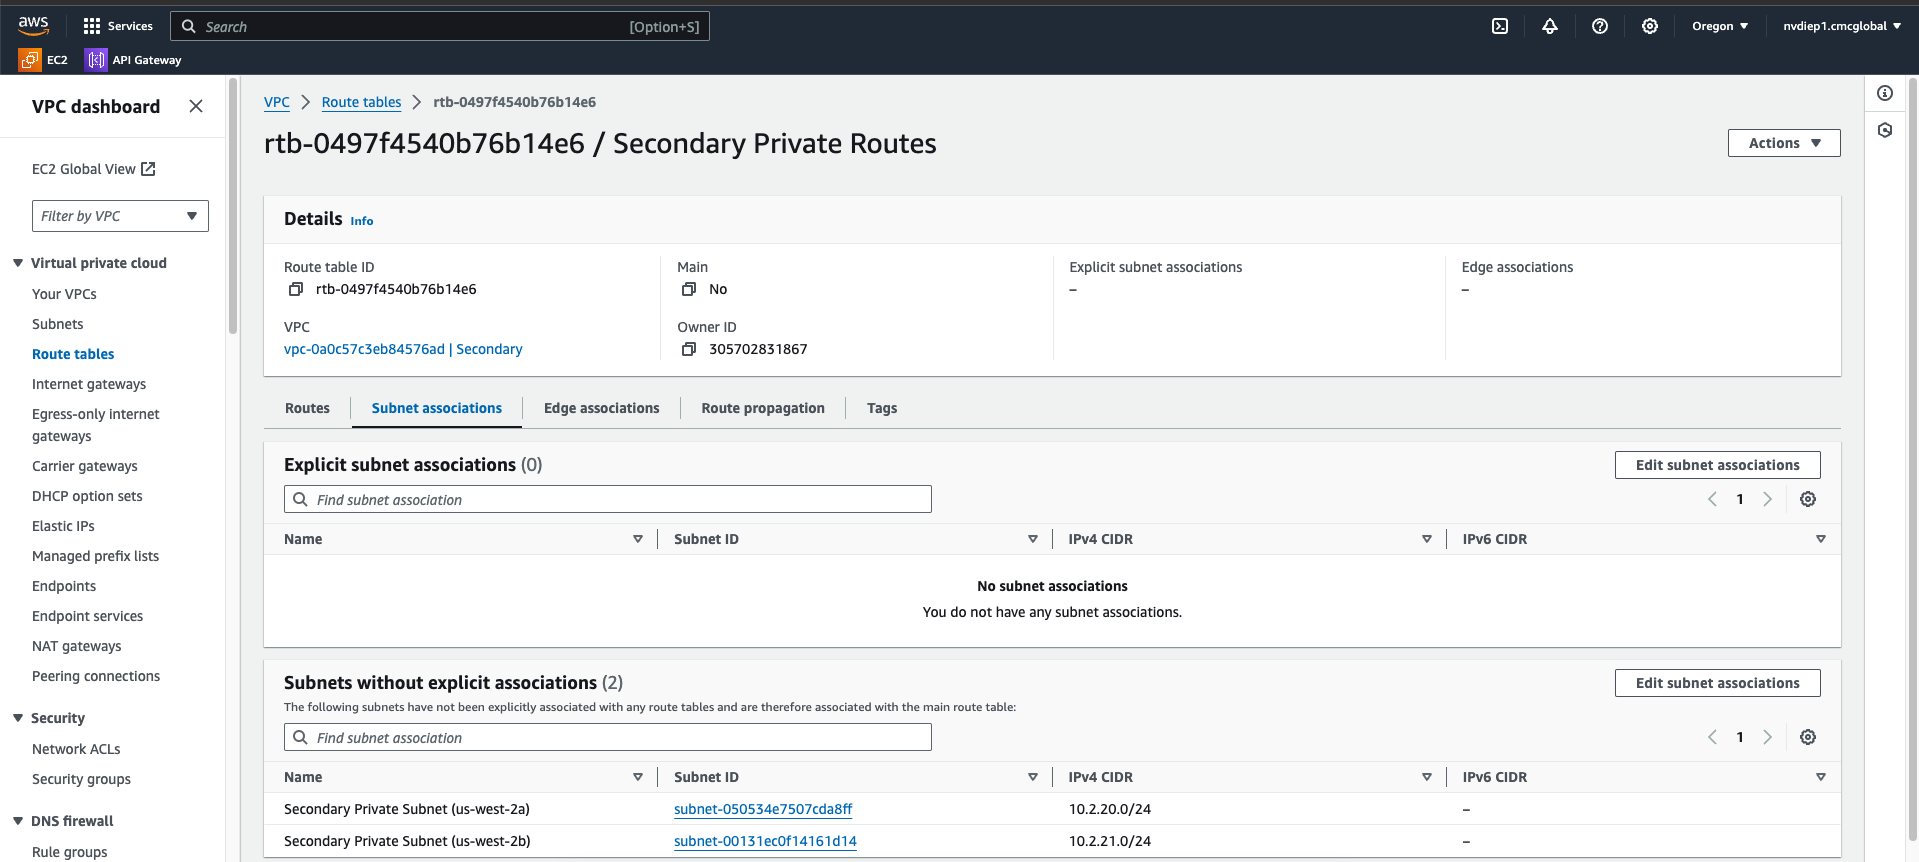 aws
Services
Search
[Option+S]
Oregon
nvdiep1.cmcglobal
EC2
API Gateway
VPC dashboard
EC2 Global View
Filter by VPC
Virtual private cloud
Your VPCs
Subnets
Route tables
Internet gateways
Egress-only internet
gateways
Carrier gateways
DHCP option sets
Elastic IPs
Managed prefix lists
Endpoints
Endpoint services
NAT gateways
Peering connections
Security
Network ACLs
Security groups
DNS firewall
Rule groups
VPC
Route tables
rtb-0497f4540b76b14e6
rtb-0497f4540b76b14e6 / Secondary Private Routes
Actions
Details Info
Route table ID
rtb-0497f4540b76b14e6
Main
No
Explicit subnet associations
–
Edge associations
–
VPC
vpc-0a0c57c3eb84576ad | Secondary
Owner ID
305702831867
Routes
Subnet associations
Edge associations
Route propagation
Tags
Explicit subnet associations (0)
Edit subnet associations
Find subnet association
1
Name
Subnet ID
IPv4 CIDR
IPv6 CIDR
No subnet associations
You do not have any subnet associations.
Subnets without explicit associations (2)
Edit subnet associations
The following subnets have not been explicitly associated with any route tables and are therefore associated with the main route table:
Find subnet association
1
Name
Subnet ID
IPv4 CIDR
IPv6 CIDR
Secondary Private Subnet (us-west-2a)
subnet-050534e7507cda8ff
10.2.20.0/24
–
Secondary Private Subnet (us-west-2b)
subnet-00131ec0f14161d14
10.2.21.0/24
–